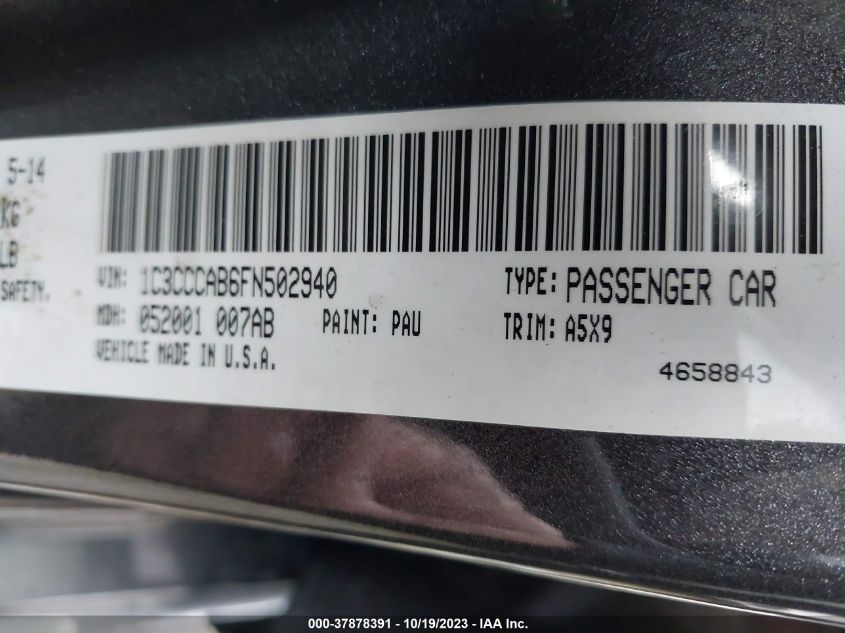 5-14
KG
LB
SAFETY.
VIN: 1C3CCCAB6FN502940 TYPE: PASSENGER CAR
MDH: 052001 007AB PAINT: PAU TRIM: A5X9
VEHICLE MADE IN U.S.A.
4658843
000-37878391 - 10/19/2023 - IAA Inc.